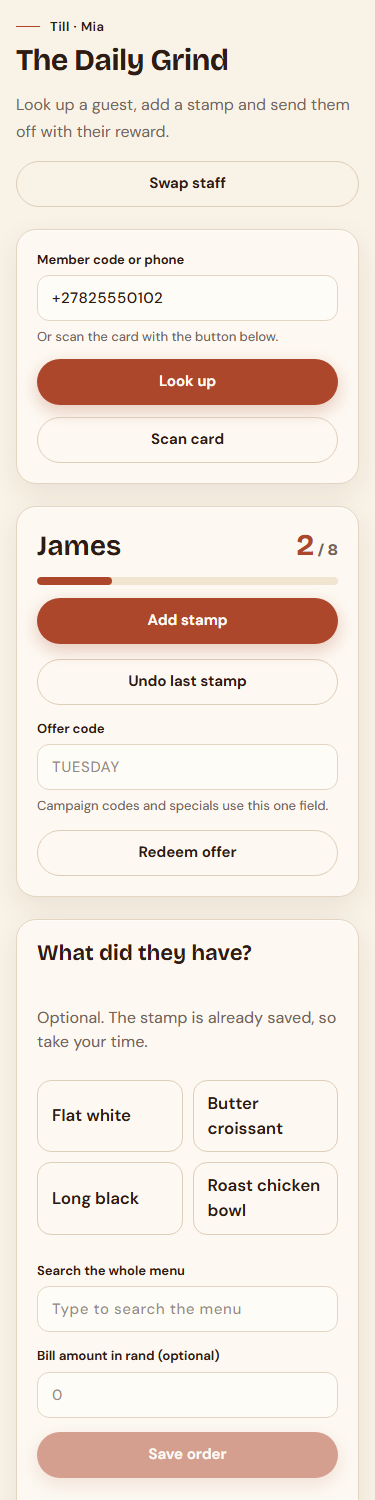 Till · Mia
The Daily Grind
Look up a guest, add a stamp and send them
off with their reward.
Swap staff
Member code or phone
+27825550102
Or scan the card with the button below.
Look up
Scan card
James
2 / 8
Add stamp
Undo last stamp
Offer code
TUESDAY
Campaign codes and specials use this one field.
Redeem offer
What did they have?
Optional. The stamp is already saved, so
take your time.
Flat white
Butter
croissant
Long black
Roast chicken
bowl
Search the whole menu
Type to search the menu
Bill amount in rand (optional)
0
Save order